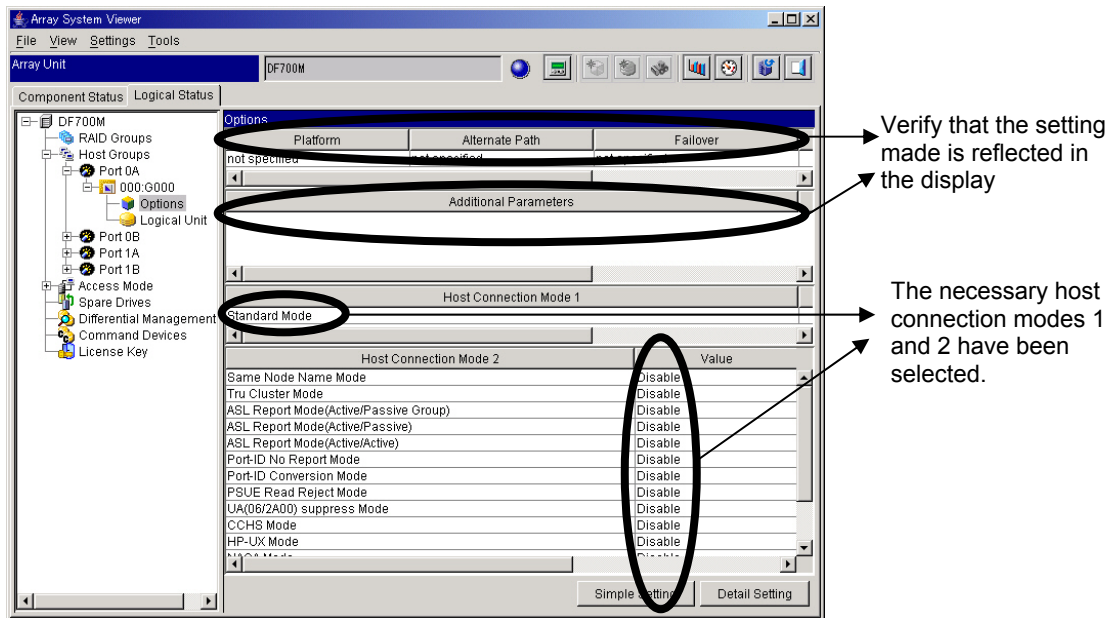 Array System Viewer
File View Settings Tools
Array Unit
DF700M
Component Status Logical Status
DF700M
RAID Groups
Host Groups
Port 0A
000:G000
Options
Logical Unit
Port 0B
Port 1A
Port 1B
Access Mode
Spare Drives
Differential Management
Command Devices
License Key
Options
Platform Alternate Path Failover
not specified not specified
Additional Parameters
Host Connection Mode 1
Standard Mode
Host Connection Mode 2 Value
Same Node Name Mode Disable
Tru Cluster Mode Disable
ASL Report Mode(Active/Passive Group) Disable
ASL Report Mode(Active/Passive) Disable
ASL Report Mode(Active/Active) Disable
Port-ID No Report Mode Disable
Port-ID Conversion Mode Disable
PSUE Read Reject Mode Disable
UA(06/2A00) suppress Mode Disable
CCHS Mode Disable
HP-UX Mode Disable
Simple Setting Detail Setting
Verify that the setting
made is reflected in
the display
The necessary host
connection modes 1
and 2 have been
selected.